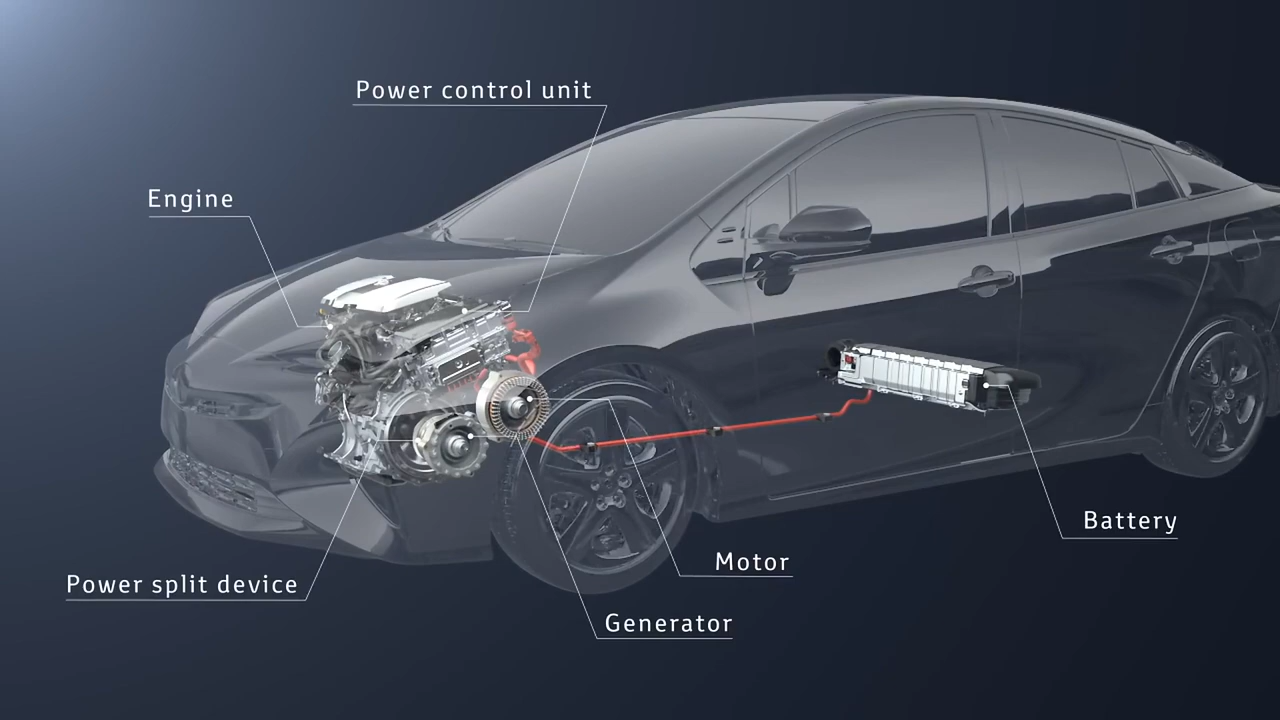 Power control unit
Engine
Battery
Motor
Power split device
Generator